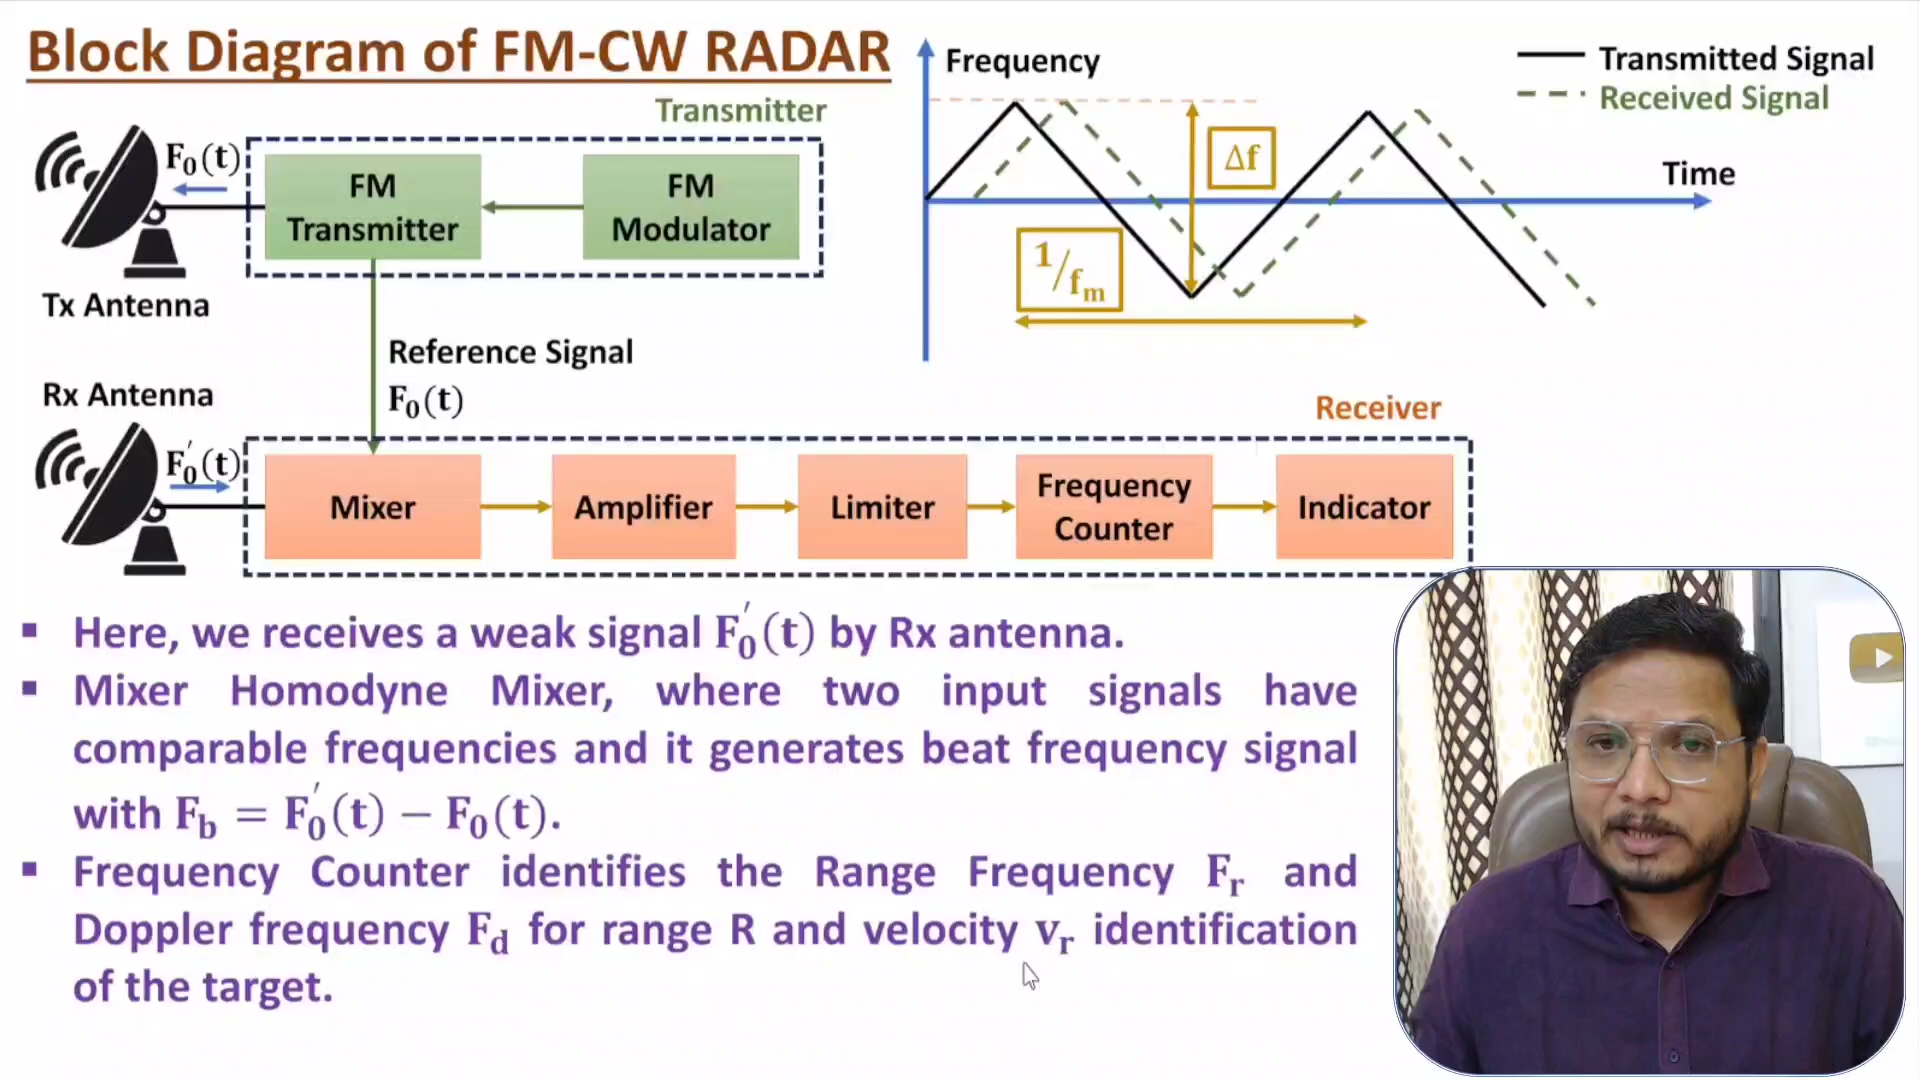 Block Diagram of FM-CW RADAR
Transmitter
F₀(t)
FM
Transmitter
FM
Modulator
Tx Antenna
Reference Signal
F₀(t)
Frequency
Transmitted Signal
Received Signal
Δf
Time
1/fₘ
Rx Antenna
Receiver
F₀′(t)
Mixer
Amplifier
Limiter
Frequency
Counter
Indicator
▪ Here, we receives a weak signal F₀′(t) by Rx antenna.
▪ Mixer Homodyne Mixer, where two input signals have
comparable frequencies and it generates beat frequency signal
with F_b = F₀′(t) − F₀(t).
▪ Frequency Counter identifies the Range Frequency Fᵣ and
Doppler frequency F_d for range R and velocity vᵣ identification
of the target.